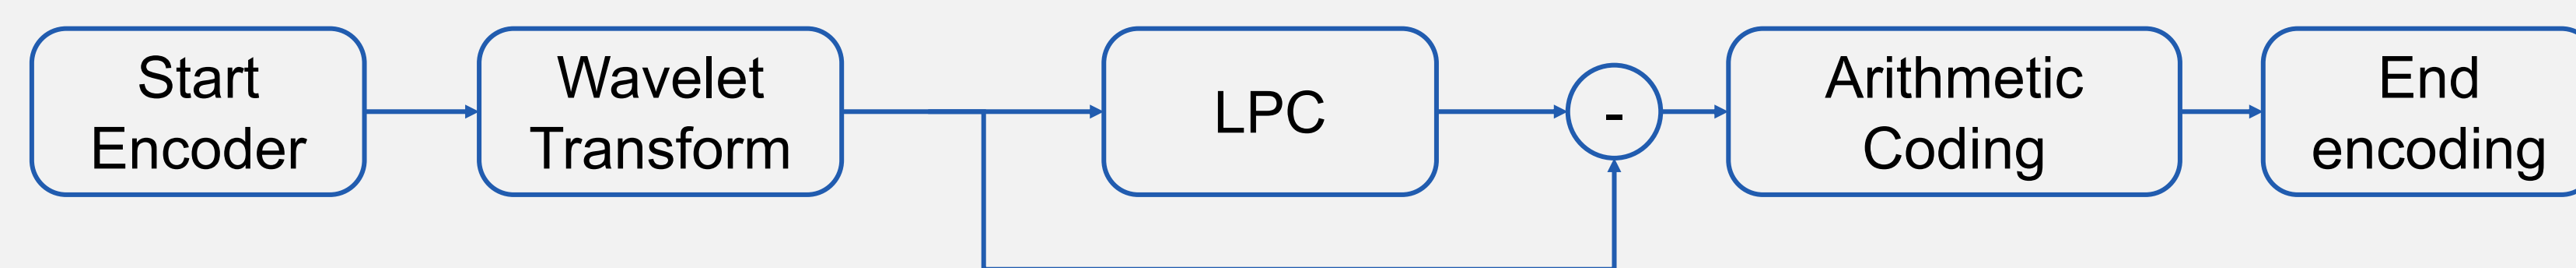 Start
Encoder
Wavelet
Transform
LPC
-
Arithmetic
Coding
End
encoding